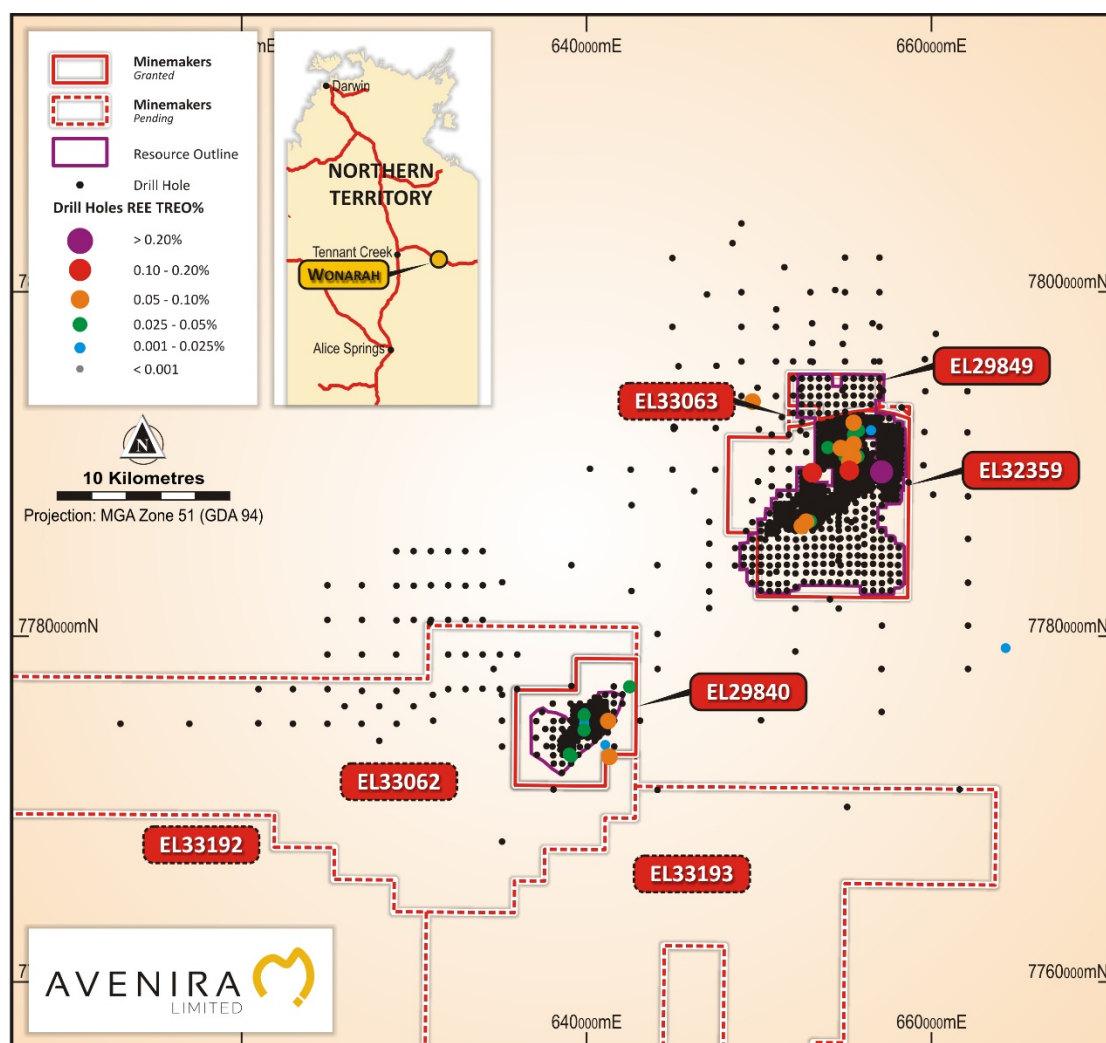 mE
640000mE
660000mE
Minemakers
Granted
Minemakers
Pending
Resource Outline
Drill Hole
Drill Holes REE TREO%
> 0.20%
0.10 - 0.20%
0.05 - 0.10%
0.025 - 0.05%
0.001 - 0.025%
< 0.001
Darwin
NORTHERN
TERRITORY
Tennant Creek
WONARAH
Alice Springs
7800000mN
EL29849
EL33063
EL32359
N
10 Kilometres
Projection: MGA Zone 51 (GDA 94)
7780000mN
7780000mN
EL29840
EL33062
EL33192
EL33193
7760000mN
AVENIRA
LIMITED
640000mE
660000mE